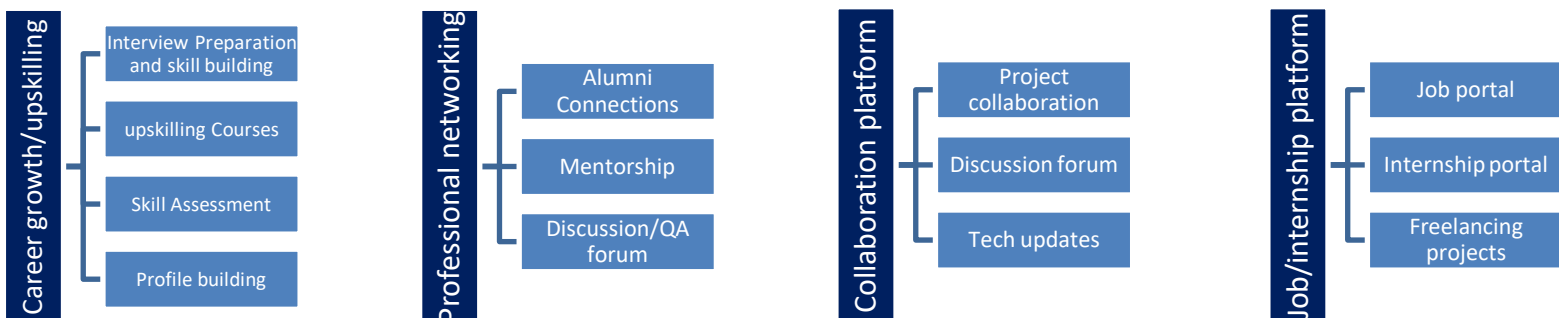 Career growth/upskilling
Interview Preparation
and skill building
upskilling Courses
Skill Assessment
Profile building
Professional networking
Alumni
Connections
Mentorship
Discussion/QA
forum
Collaboration platform
Project
collaboration
Discussion forum
Tech updates
Job/internship platform
Job portal
Internship portal
Freelancing
projects